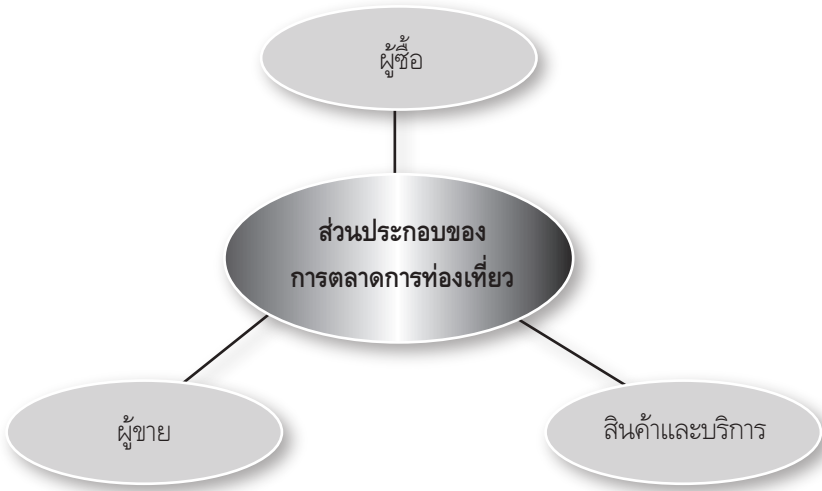 ผู้ซื้อ
ส่วนประกอบของ
การตลาดการท่องเที่ยว
ผู้ขาย
สินค้าและบริการ